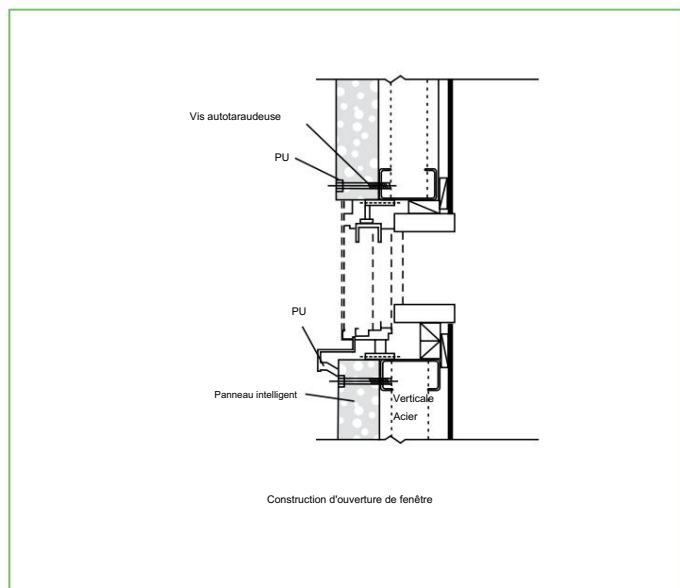 Vis autotaraudeuse
PU
PU
Panneau intelligent
Verticale
Acier
Construction d'ouverture de fenêtre